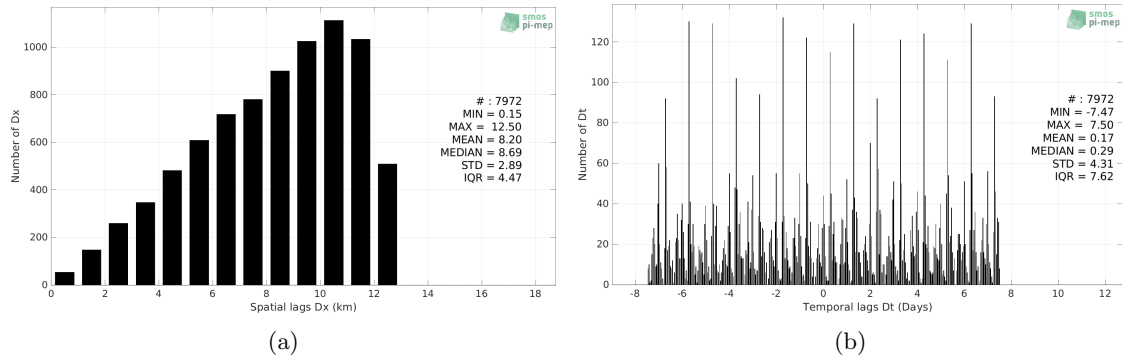 smos
pi-mep
1000
800
600
400
200
0
Number of Dx
# : 7972
MIN = 0.15
MAX = 12.50
MEAN = 8.20
MEDIAN = 8.69
STD = 2.89
IQR = 4.47
0 2 4 6 8 10 12 14 16 18
Spatial lags Dx (km)
(a)
smos
pi-mep
120
100
80
60
40
20
0
Number of Dt
# : 7972
MIN = -7.47
MAX = 7.50
MEAN = 0.17
MEDIAN = 0.29
STD = 4.31
IQR = 7.62
-8 -6 -4 -2 0 2 4 6 8 10 12
Temporal lags Dt (Days)
(b)